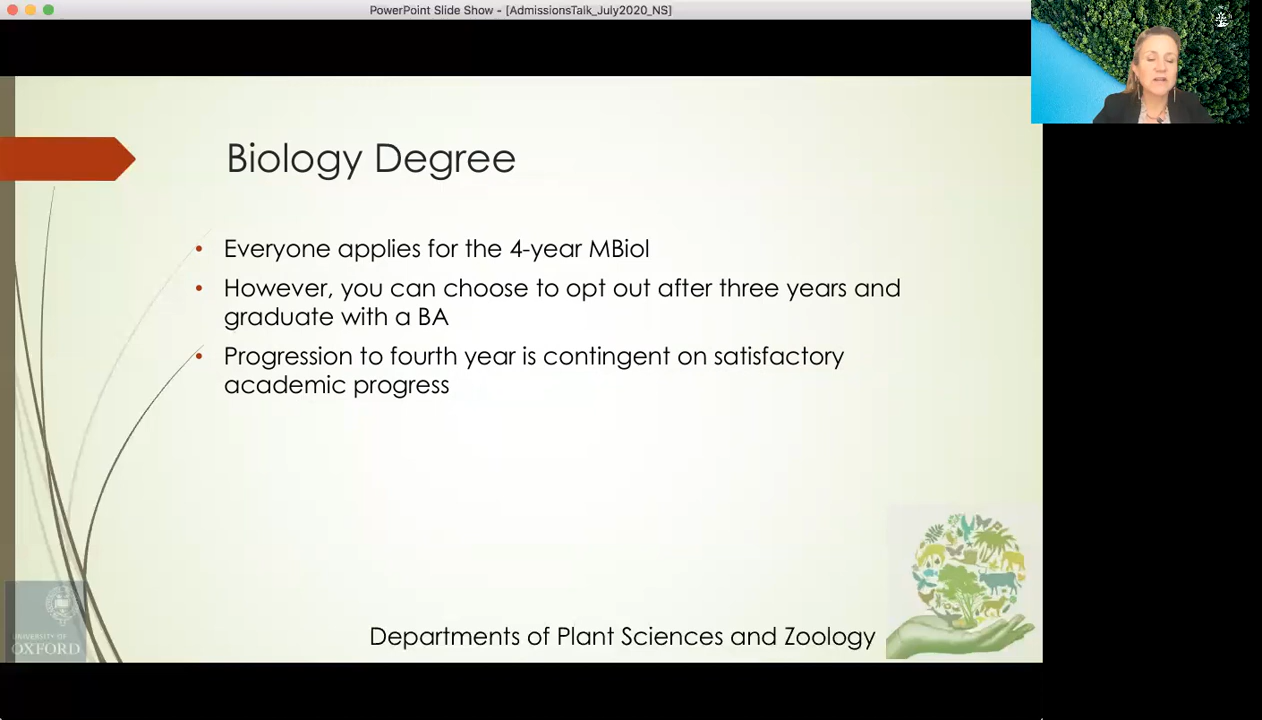 PowerPoint Slide Show - [AdmissionsTalk_July2020_NS]
Biology Degree
• Everyone applies for the 4-year MBiol
• However, you can choose to opt out after three years and
graduate with a BA
• Progression to fourth year is contingent on satisfactory
academic progress
UNIVERSITY OF
OXFORD
Departments of Plant Sciences and Zoology